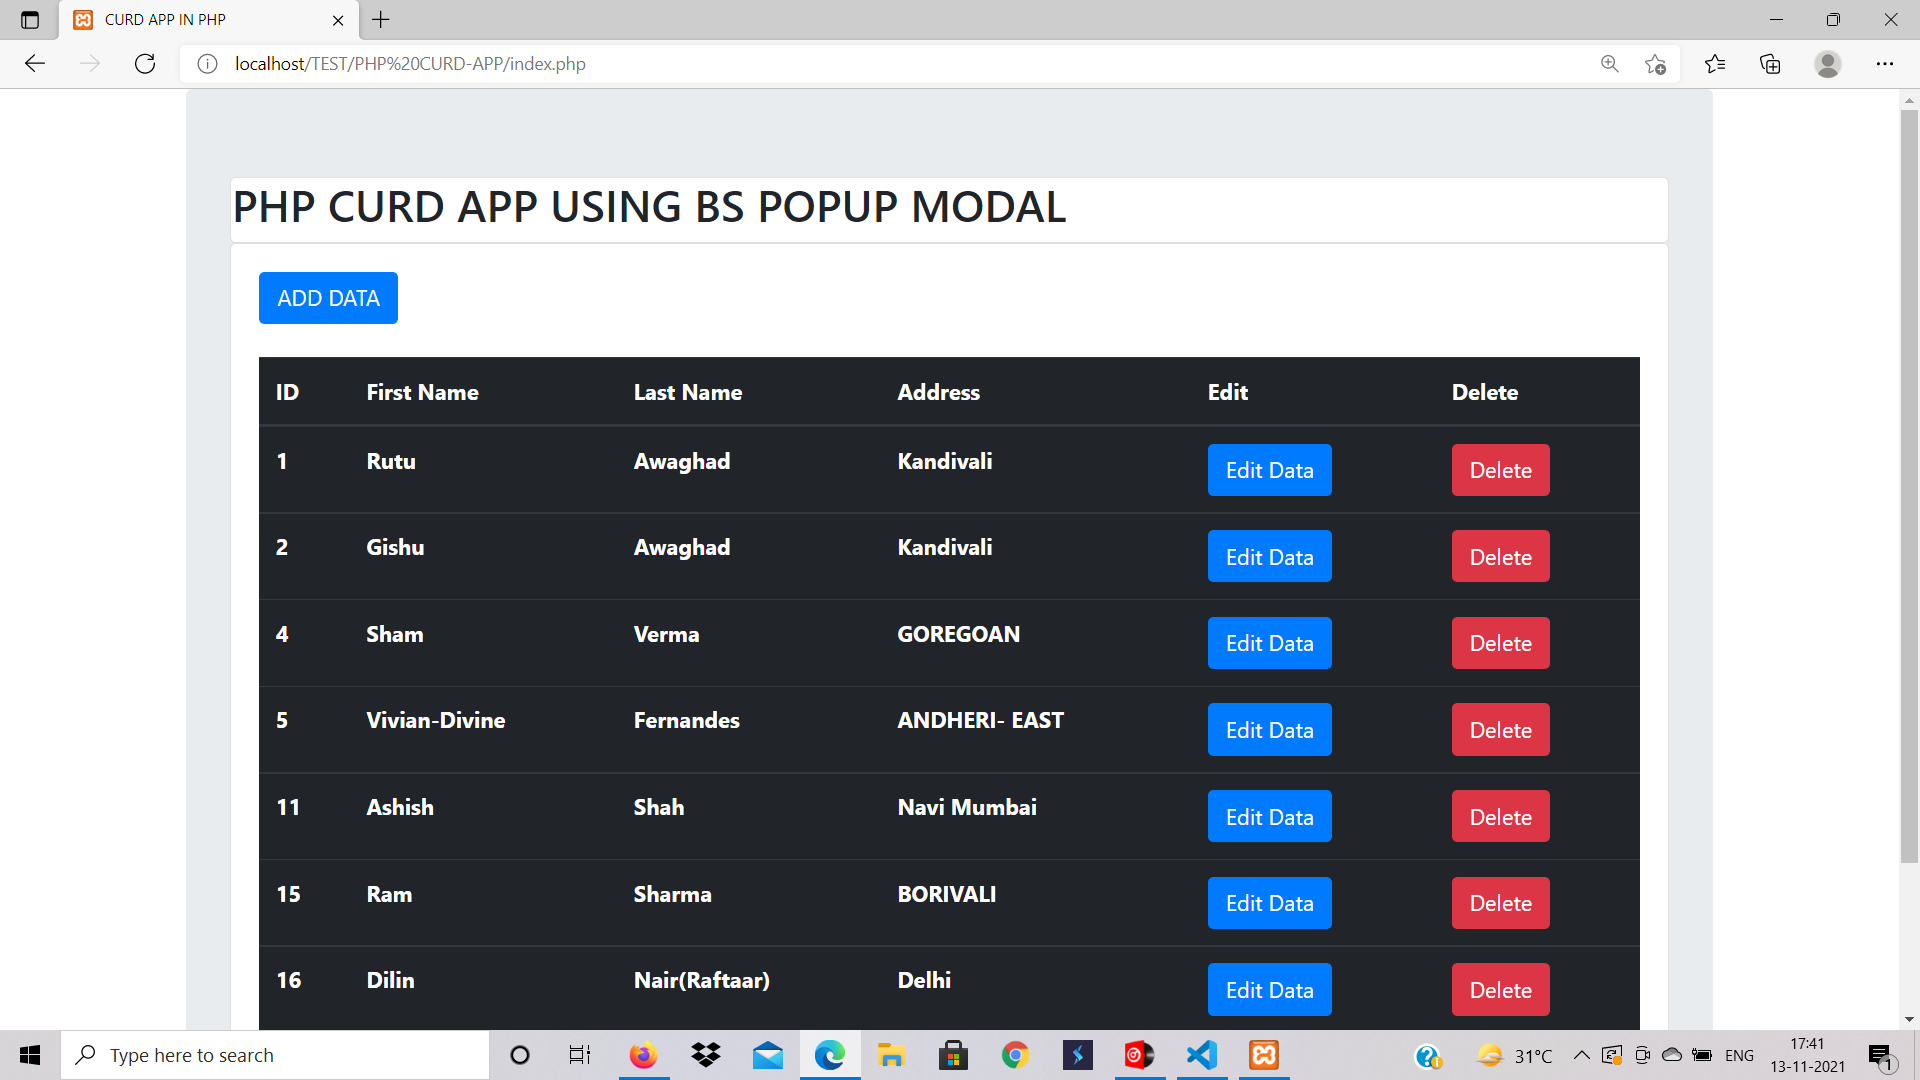 CURD APP IN PHP
localhost/TEST/PHP%20CURD-APP/index.php
PHP CURD APP USING BS POPUP MODAL
ADD DATA
ID First Name Last Name Address Edit Delete
1 Rutu Awaghad Kandivali Edit Data Delete
2 Gishu Awaghad Kandivali Edit Data Delete
4 Sham Verma GOREGOAN Edit Data Delete
5 Vivian-Divine Fernandes ANDHERI- EAST Edit Data Delete
11 Ashish Shah Navi Mumbai Edit Data Delete
15 Ram Sharma BORIVALI Edit Data Delete
16 Dilin Nair(Raftaar) Delhi Edit Data Delete
Type here to search
31°C
ENG
17:41
13-11-2021
1